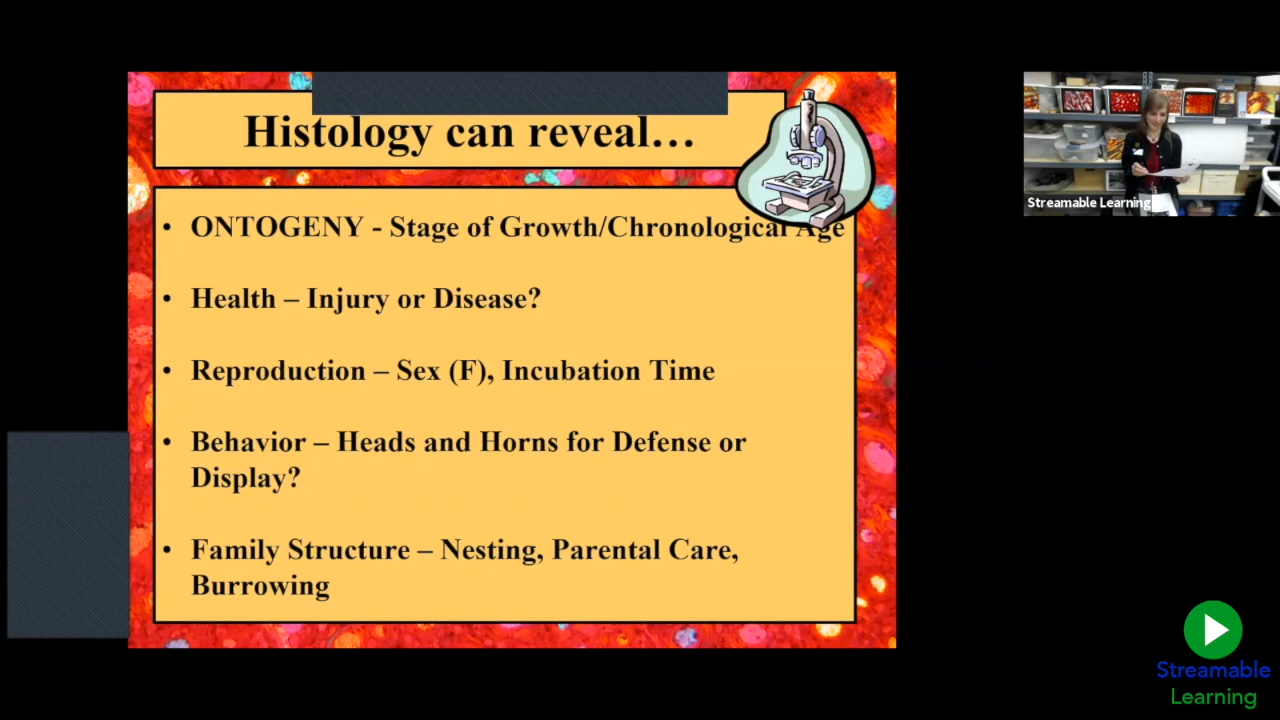 Histology can reveal…
• ONTOGENY - Stage of Growth/Chronological Age
• Health – Injury or Disease?
• Reproduction – Sex (F), Incubation Time
• Behavior – Heads and Horns for Defense or
Display?
• Family Structure – Nesting, Parental Care,
Burrowing
Streamable Learning
Streamable
Learning